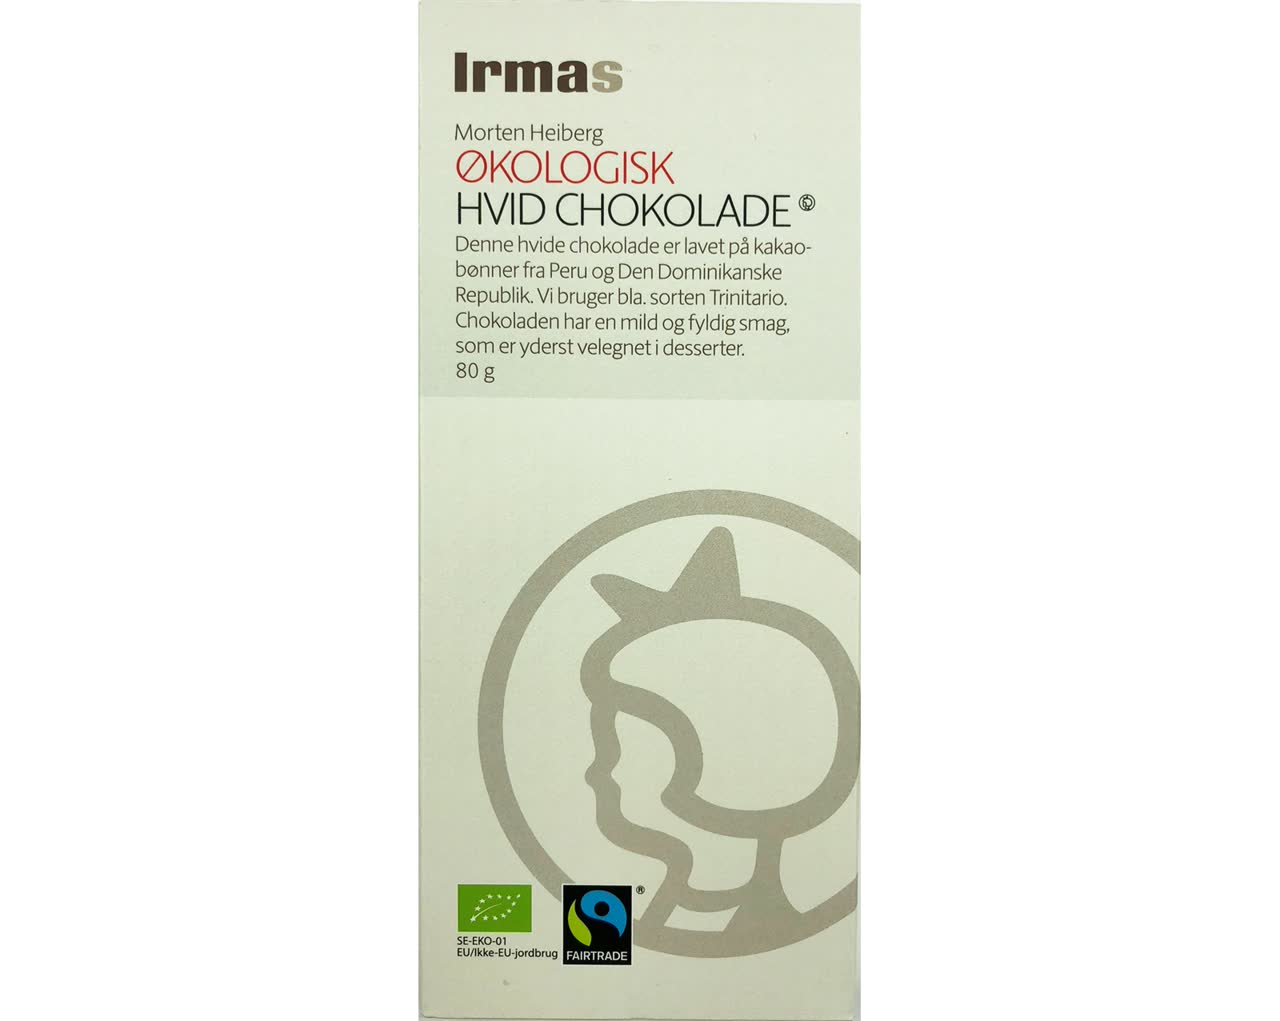 Irmas
Morten Heiberg
ØKOLOGISK
HVID CHOKOLADE
Denne hvide chokolade er lavet på kakao-
bønner fra Peru og Den Dominikanske
Republik. Vi bruger bla. sorten Trinitario.
Chokoladen har en mild og fyldig smag,
som er yderst velegnet i desserter.
80 g
SE-EKO-01
EU/Ikke-EU-jordbrug
®
FAIRTRADE